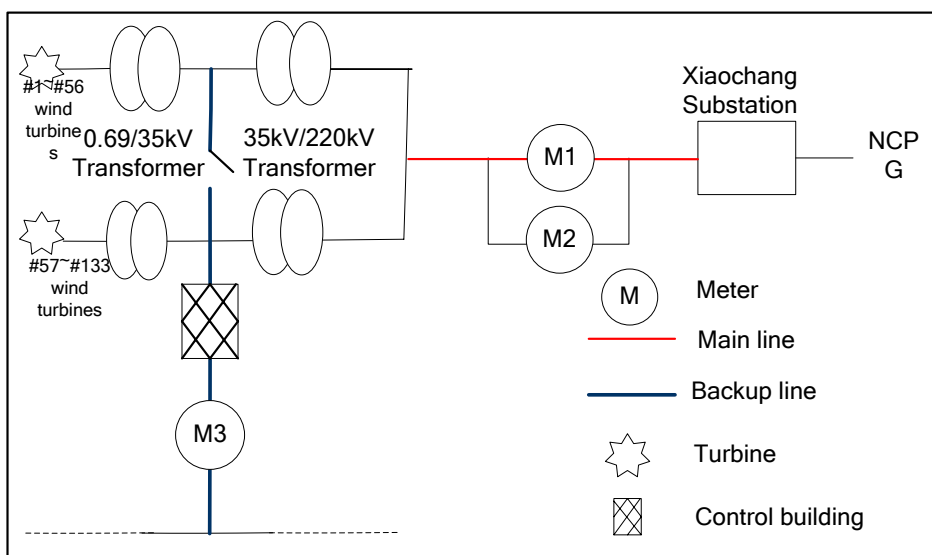 #1~#56
wind
turbine
s
0.69/35kV
Transformer
35kV/220kV
Transformer
#57~#133
wind
turbines
M3
M1
M2
Xiaochang
Substation
NCP
G
M
Meter
Main line
Backup line
Turbine
Control building